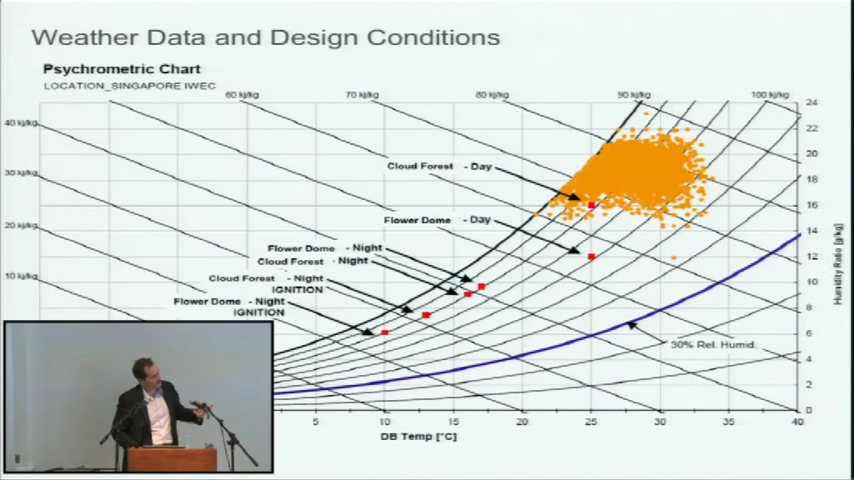 Weather Data and Design Conditions
Psychrometric Chart
LOCATION_SINGAPORE IWEC
60 kj/kg
70 kj/kg
80 kj/kg
90 kj/kg
100 kj/kg
40 kj/kg
30 kj/kg
20 kj/kg
10 kj/kg
Cloud Forest - Day
Flower Dome - Day
Flower Dome - Night
Cloud Forest - Night
Cloud Forest - Night
IGNITION
Flower Dome - Night
IGNITION
30% Rel. Humid.
24
22
20
18
16
14
12
10
8
6
4
2
0
Humidity Ratio [g/kg]
5
10
15
20
25
30
35
40
DB Temp [°C]